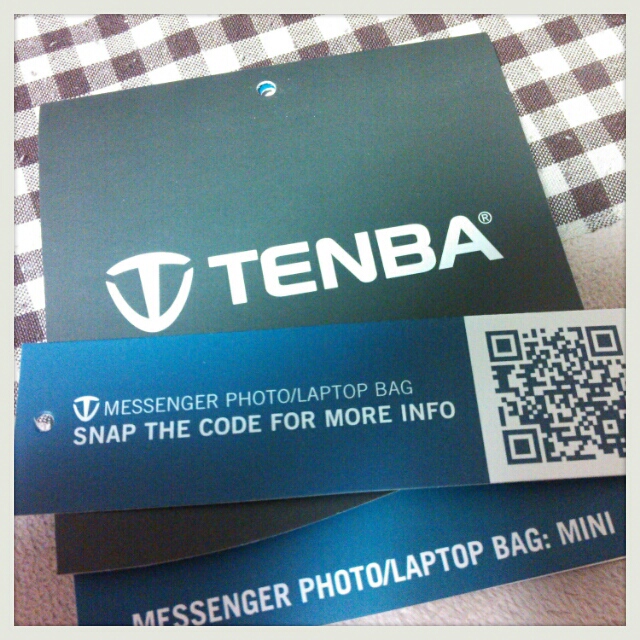 TENBA®
MESSENGER PHOTO/LAPTOP BAG
SNAP THE CODE FOR MORE INFO
MESSENGER PHOTO/LAPTOP BAG: MINI